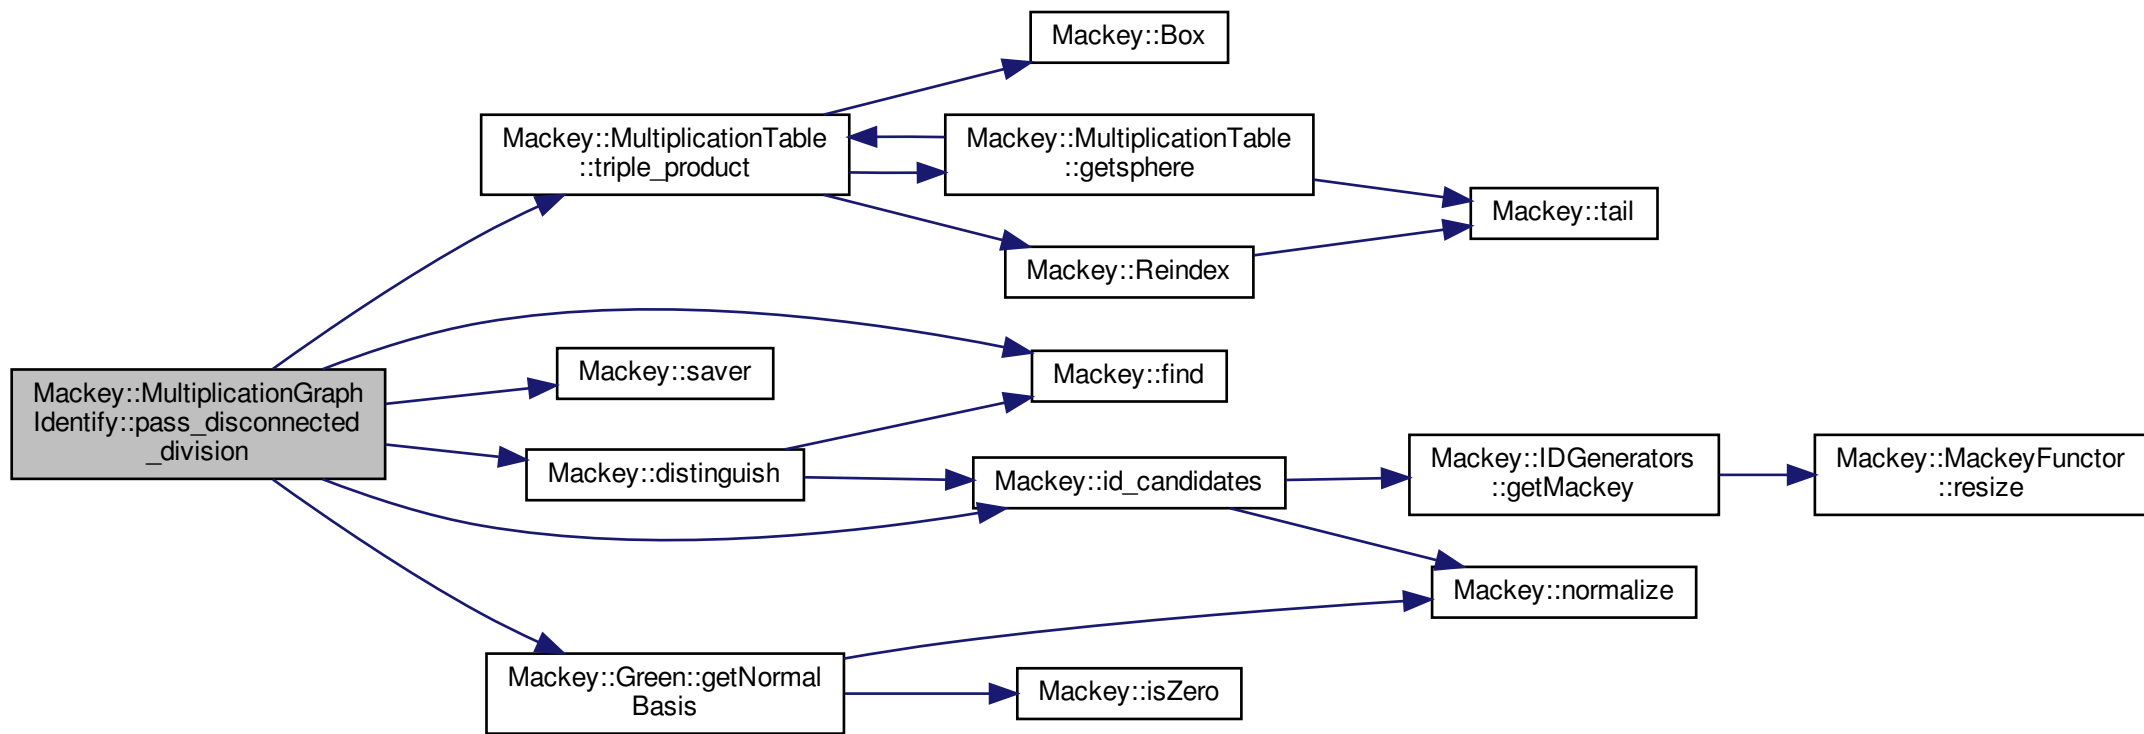 Mackey::MultiplicationGraph
Identify::pass_disconnected
_division
Mackey::MultiplicationTable
::triple_product
Mackey::Box
Mackey::MultiplicationTable
::getsphere
Mackey::tail
Mackey::Reindex
Mackey::find
Mackey::saver
Mackey::distinguish
Mackey::id_candidates
Mackey::IDGenerators
::getMackey
Mackey::MackeyFunctor
::resize
Mackey::normalize
Mackey::Green::getNormal
Basis
Mackey::isZero